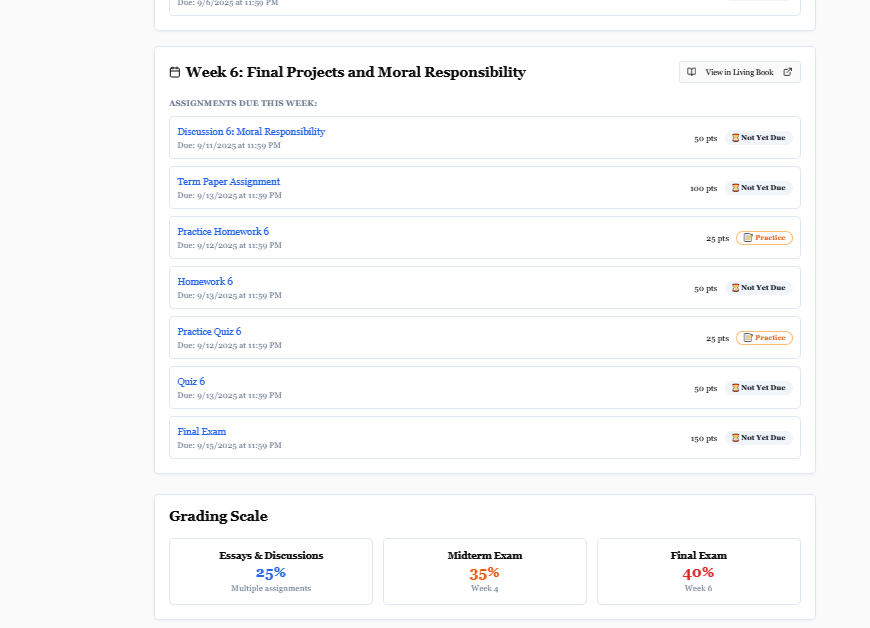 Due: 9/6/2025 at 11:59 PM
Week 6: Final Projects and Moral Responsibility
View in Living Book
ASSIGNMENTS DUE THIS WEEK:
Discussion 6: Moral Responsibility
Due: 9/11/2025 at 11:59 PM
50 pts
Not Yet Due
Term Paper Assignment
Due: 9/13/2025 at 11:59 PM
100 pts
Not Yet Due
Practice Homework 6
Due: 9/12/2025 at 11:59 PM
25 pts
Practice
Homework 6
Due: 9/13/2025 at 11:59 PM
50 pts
Not Yet Due
Practice Quiz 6
Due: 9/12/2025 at 11:59 PM
25 pts
Practice
Quiz 6
Due: 9/13/2025 at 11:59 PM
50 pts
Not Yet Due
Final Exam
Due: 9/15/2025 at 11:59 PM
150 pts
Not Yet Due
Grading Scale
Essays & Discussions
25%
Multiple assignments
Midterm Exam
35%
Week 4
Final Exam
40%
Week 6